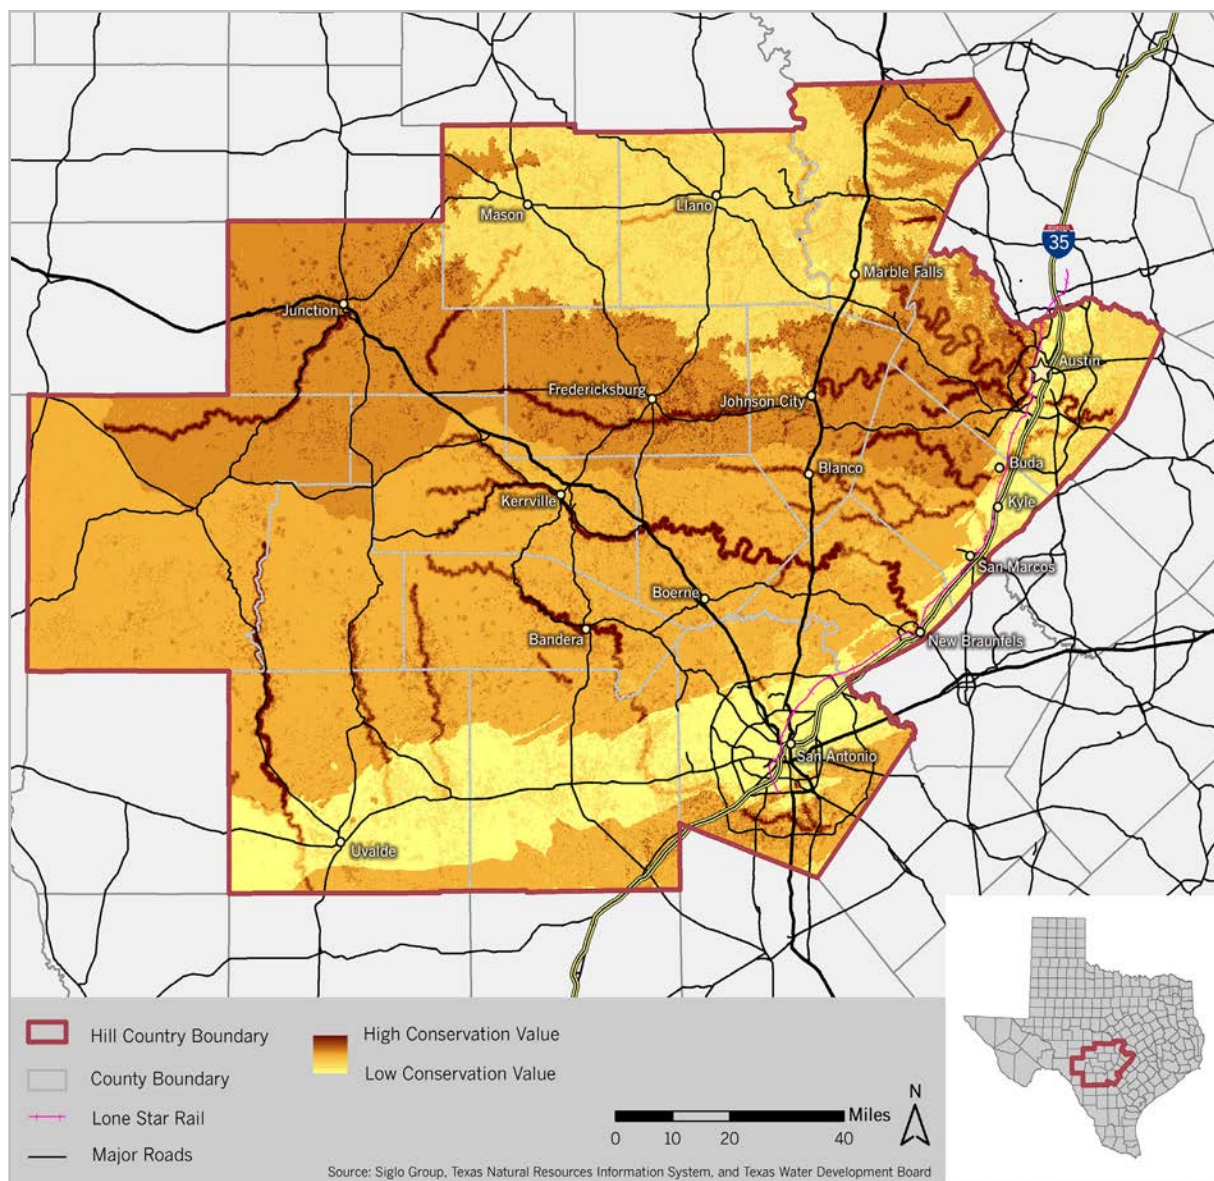 35
Mason
Llano
Marble Falls
Junction
Austin
Fredericksburg
Johnson City
Buda
Blanco
Kerrville
Kyle
San Marcos
Boerne
Bandera
New Braunfels
San Antonio
Uvalde
Hill Country Boundary
County Boundary
Lone Star Rail
Major Roads
High Conservation Value
Low Conservation Value
N
Miles
0 10 20 40
Source: Siglo Group, Texas Natural Resources Information System, and Texas Water Development Board